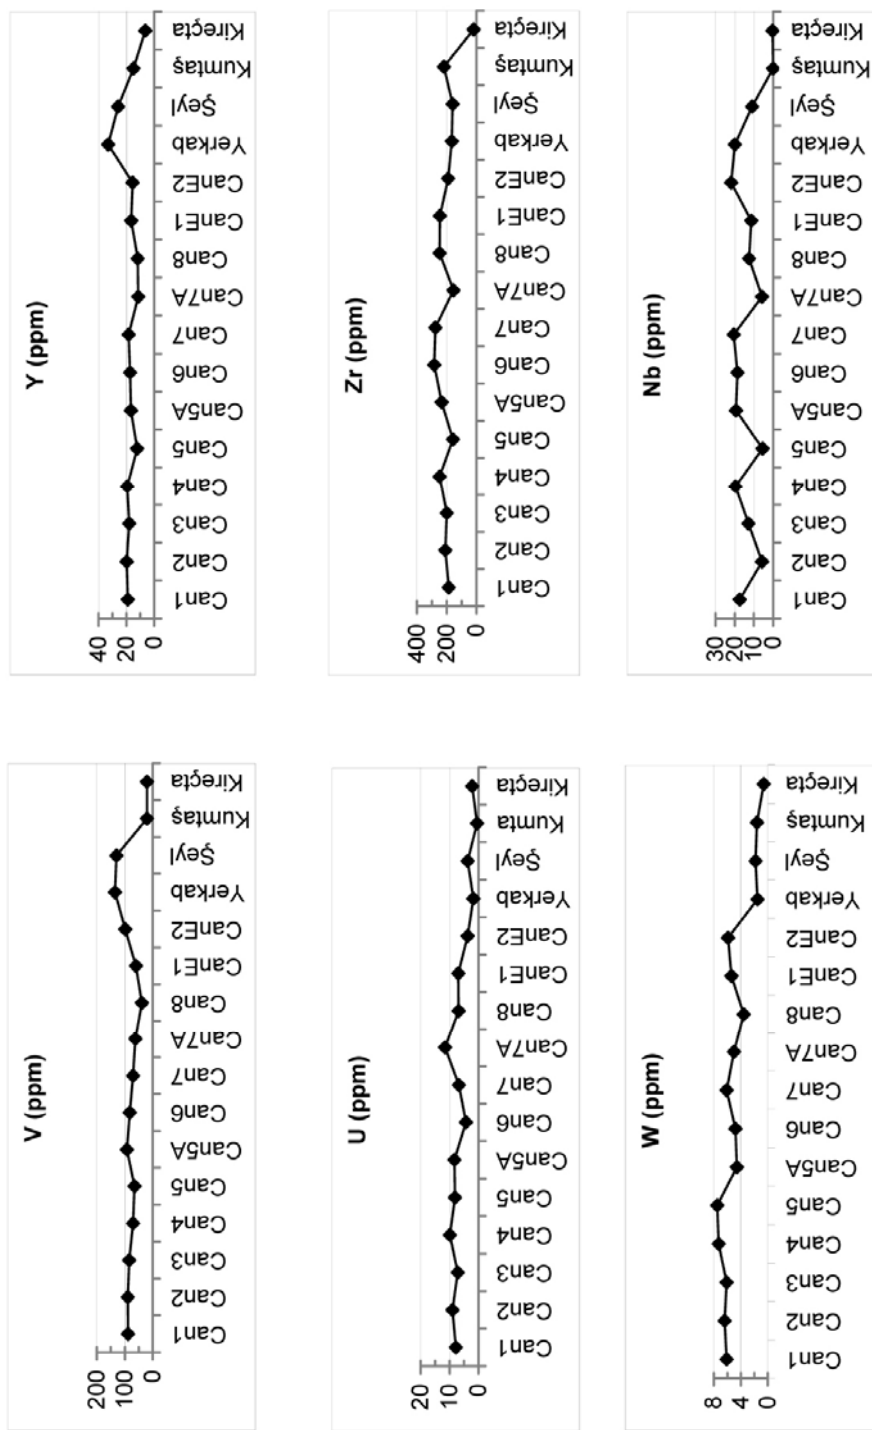 V (ppm)
200
100
0
Can1
Can2
Can3
Can4
Can5
Can5A
Can6
Can7
Can7A
Can8
CanE1
CanE2
Yerkab
Şeyl
Kumtaş
Kireçta
Y (ppm)
40
20
0
Can1
Can2
Can3
Can4
Can5
Can5A
Can6
Can7
Can7A
Can8
CanE1
CanE2
Yerkab
Şeyl
Kumtaş
Kireçta
U (ppm)
20
10
0
Can1
Can2
Can3
Can4
Can5
Can5A
Can6
Can7
Can7A
Can8
CanE1
CanE2
Yerkab
Şeyl
Kumta
Kireçta
Zr (ppm)
400
200
0
Can1
Can2
Can3
Can4
Can5
Can5A
Can6
Can7
Can7A
Can8
CanE1
CanE2
Yerkab
Şeyl
Kumtaş
Kireçta
W (ppm)
8
4
0
Can1
Can2
Can3
Can4
Can5
Can5A
Can6
Can7
Can7A
Can8
CanE1
CanE2
Yerkab
Şeyl
Kumtaş
Kireçta
Nb (ppm)
30
20
10
0
Can1
Can2
Can3
Can4
Can5
Can5A
Can6
Can7
Can7A
Can8
CanE1
CanE2
Yerkab
Şeyl
Kumtaş
Kireçta